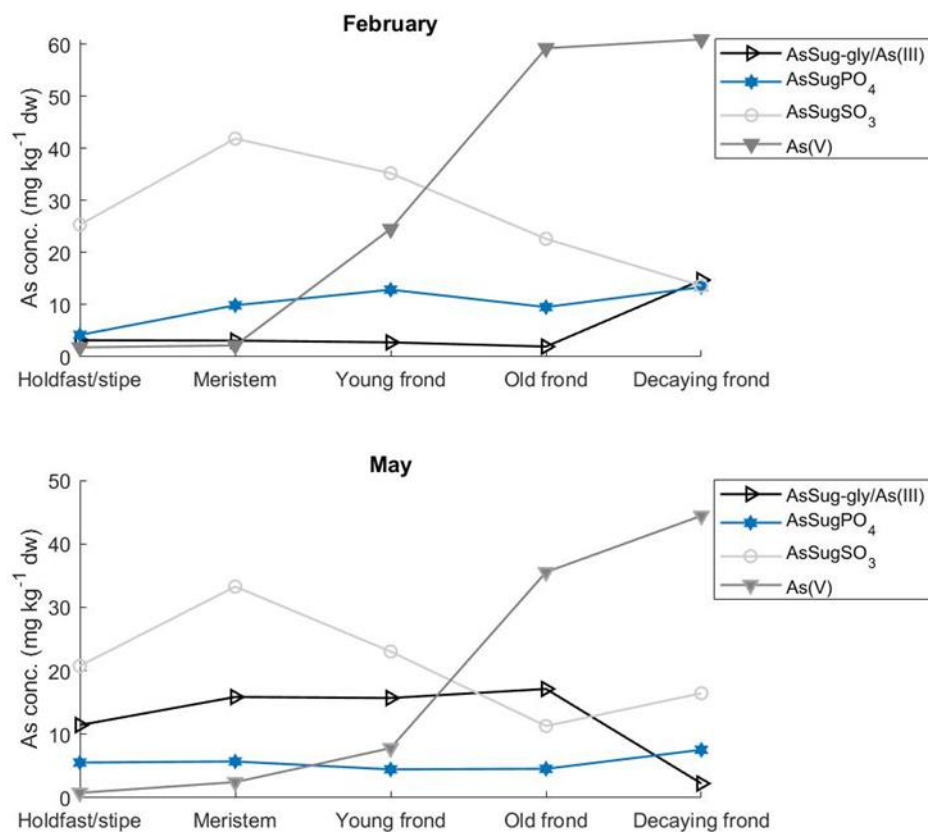 February
As conc. (mg kg⁻¹ dw)
60
50
40
30
20
10
0
Holdfast/stipe Meristem Young frond Old frond Decaying frond
AsSug-gly/As(III)
AsSugPO₄
AsSugSO₃
As(V)
May
As conc. (mg kg⁻¹ dw)
50
40
30
20
10
0
Holdfast/stipe Meristem Young frond Old frond Decaying frond
AsSug-gly/As(III)
AsSugPO₄
AsSugSO₃
As(V)